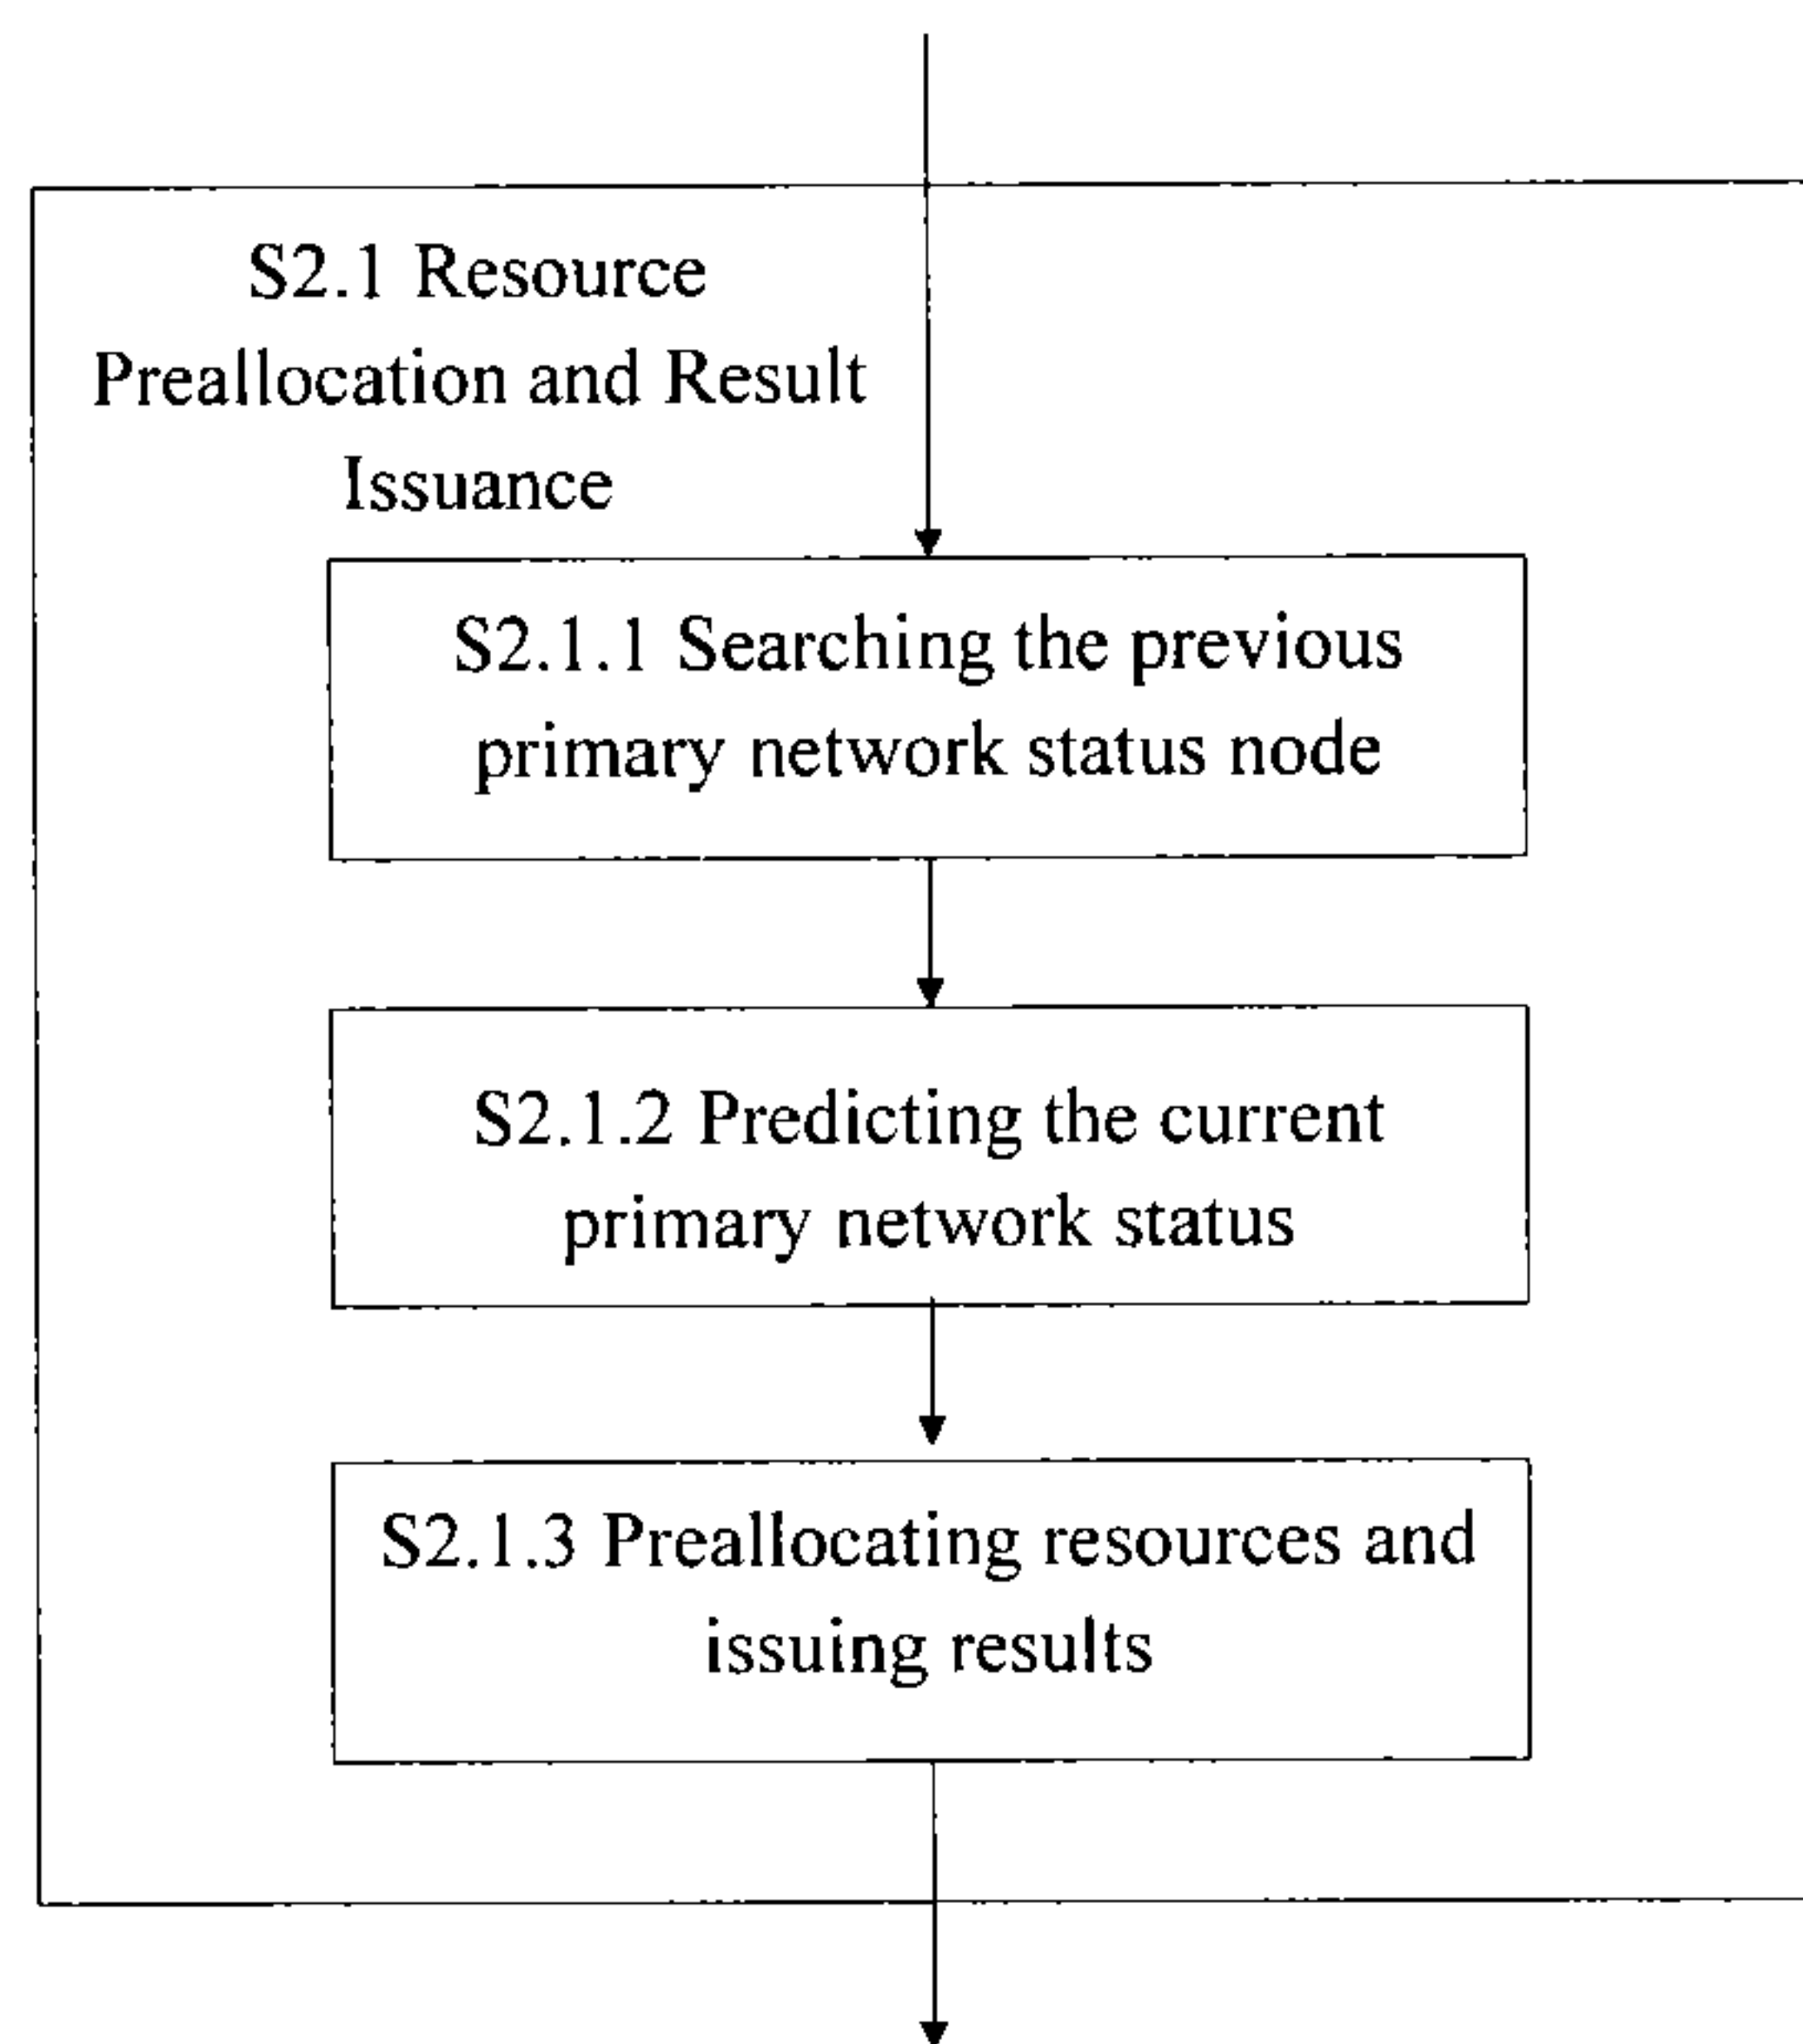 S2.1 Resource
Preallocation and Result
Issuance
S2.1.1 Searching the previous
primary network status node
S2.1.2 Predicting the current
primary network status
S2.1.3 Preallocating resources and
issuing results